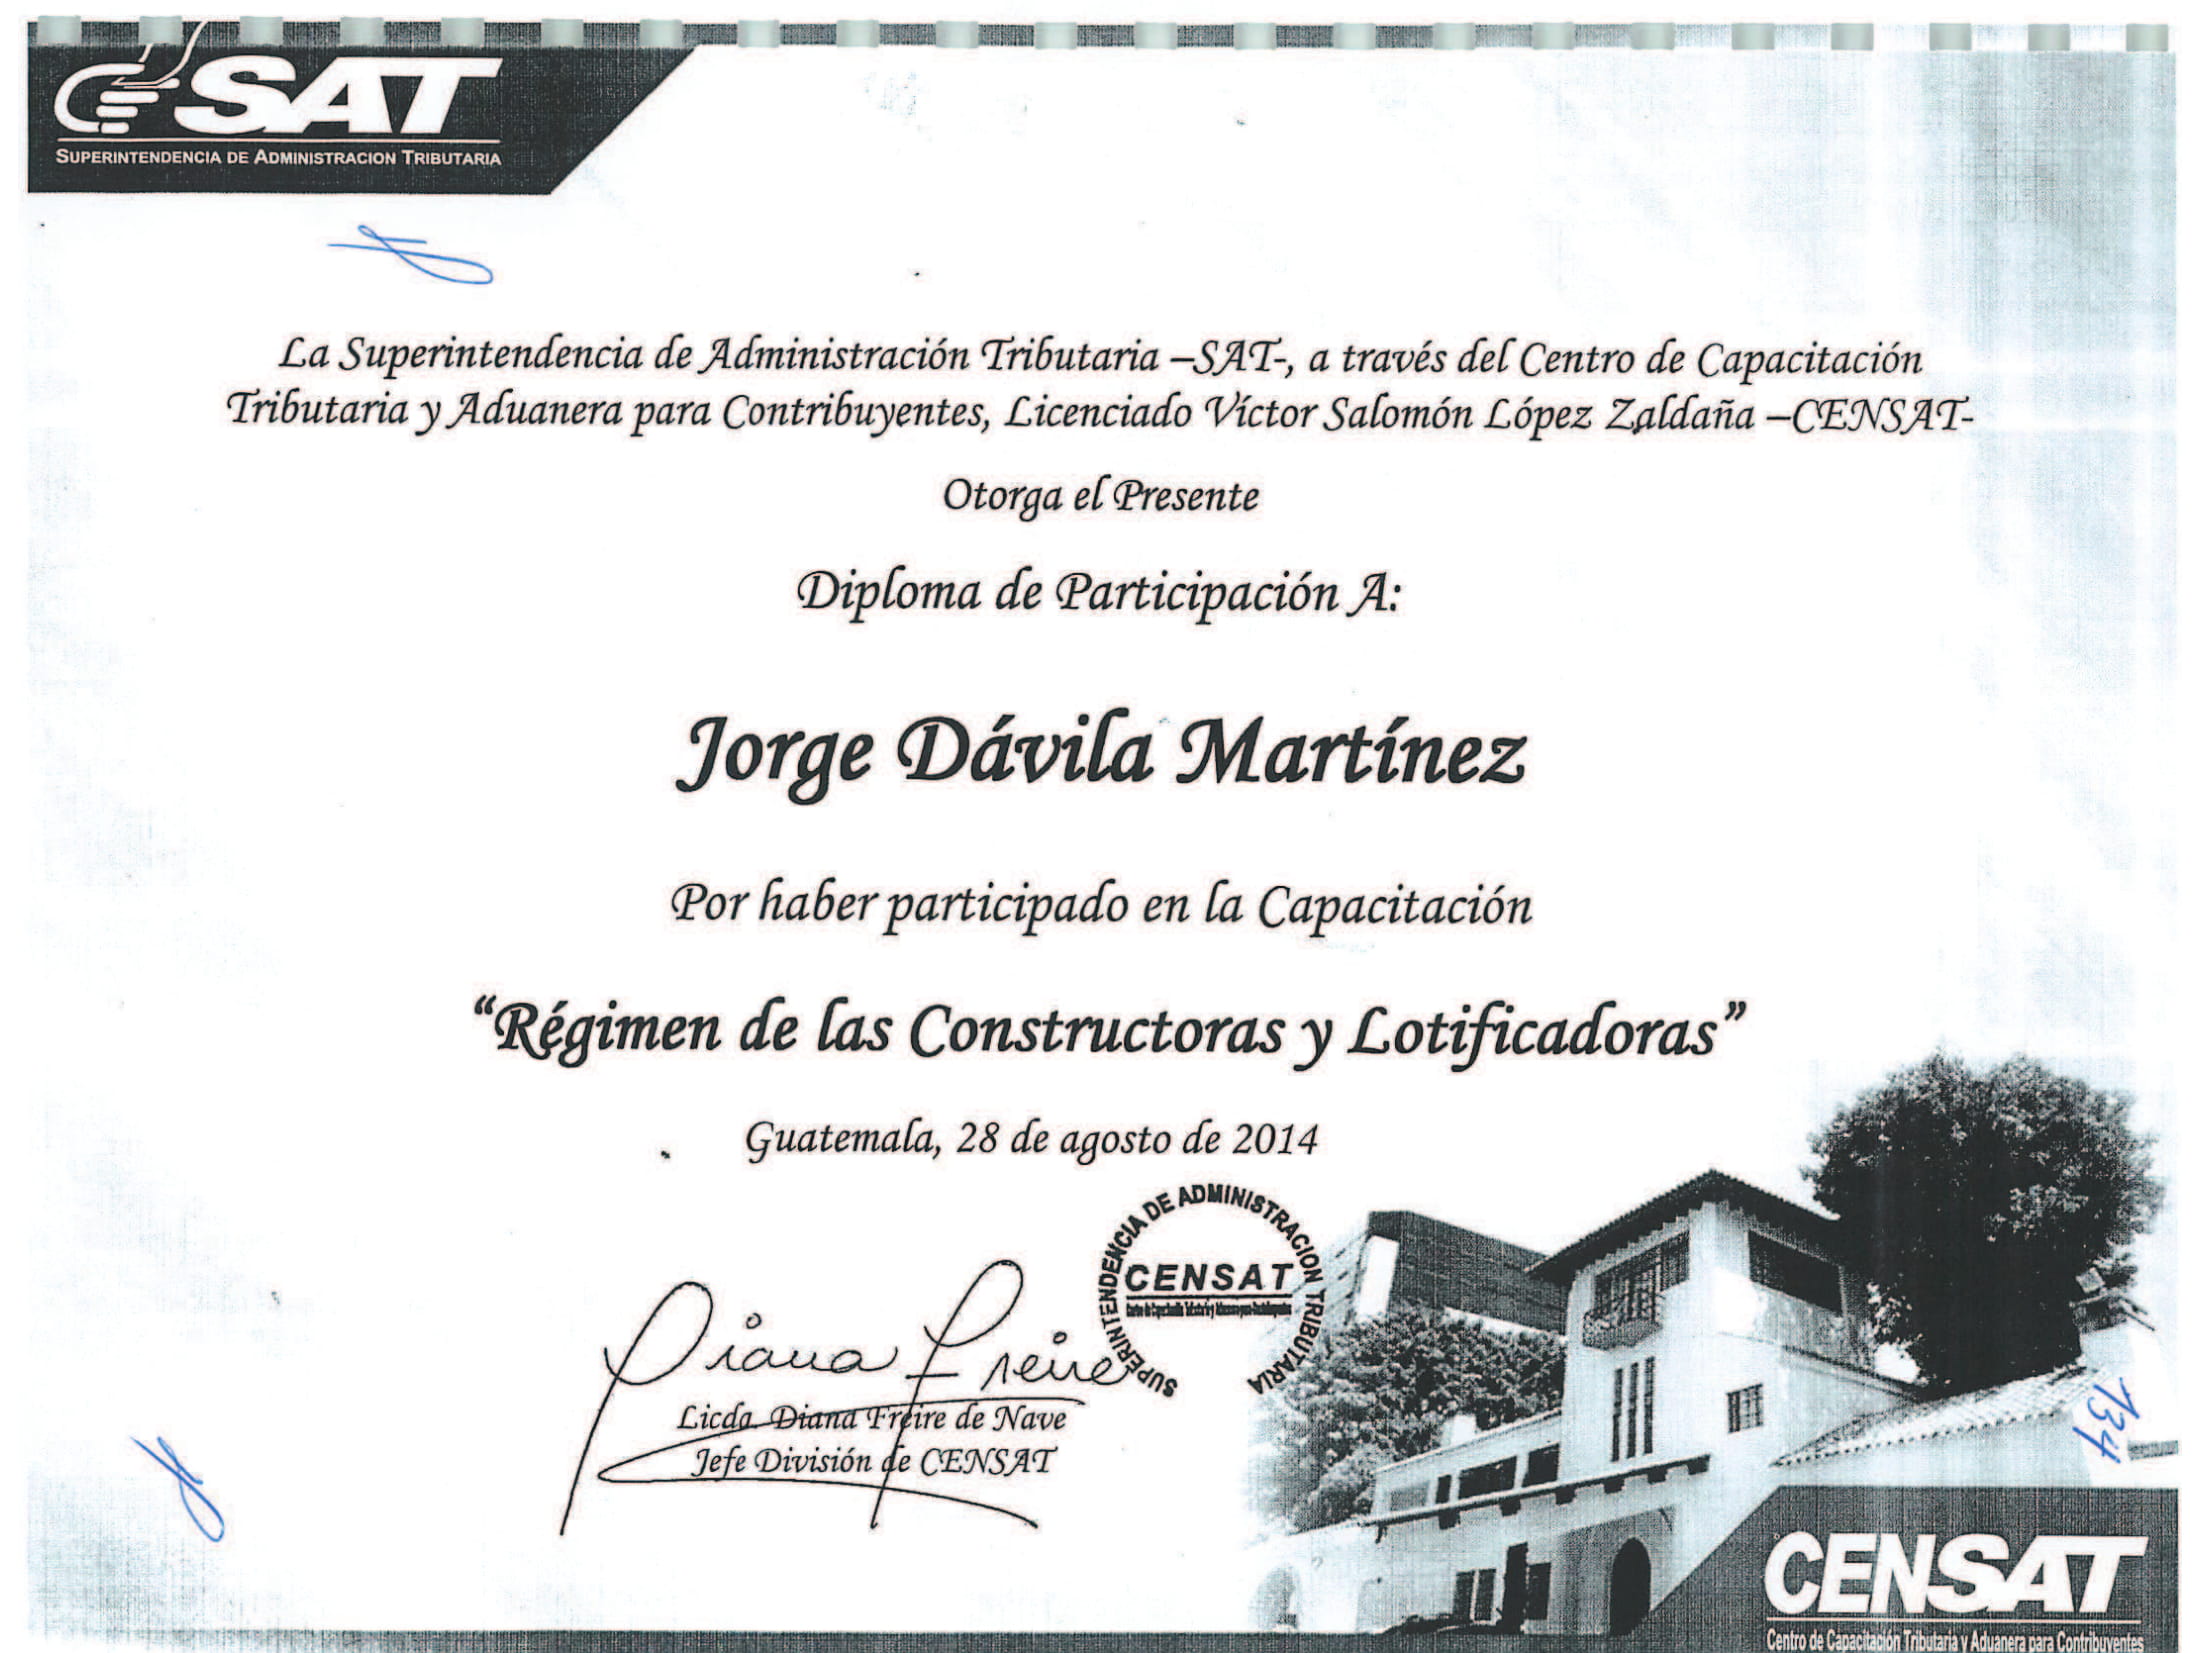 SAT
SUPERINTENDENCIA DE ADMINISTRACION TRIBUTARIA
La Superintendencia de Administración Tributaria –SAT-, a través del Centro de Capacitación
Tributaria y Aduanera para Contribuyentes, Licenciado Víctor Salomón López Zaldaña –CENSAT-
Otorga el Presente
Diploma de Participación A:
Jorge Dávila Martínez
Por haber participado en la Capacitación
“Régimen de las Constructoras y Lotificadoras”
Guatemala, 28 de agosto de 2014
SUPERINTENDENCIA DE ADMINISTRACION TRIBUTARIA
CENSAT
Diana Freire
Licda. Diana Freire de Nave
Jefe División de CENSAT
134
CENSAT
Centro de Capacitación Tributaria y Aduanera para Contribuyentes